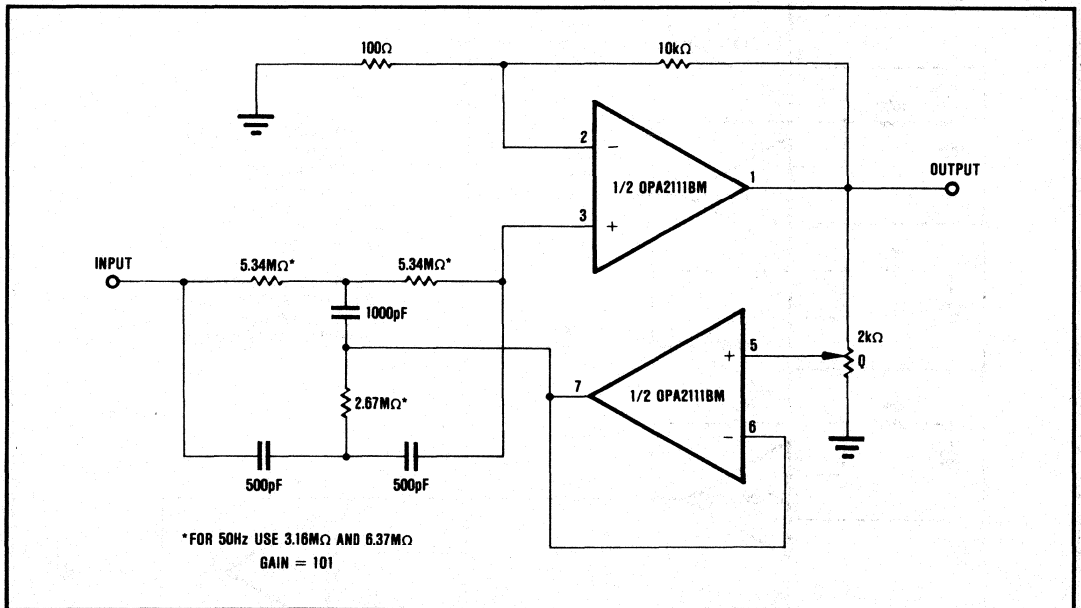 100Ω
10kΩ
2
−
1/2 OPA2111BM
1
OUTPUT
3
+
INPUT
5.34MΩ*
5.34MΩ*
1000pF
2kΩ
Q
5
+
7
1/2 OPA2111BM
2.67MΩ*
6
−
500pF
500pF
*FOR 50Hz USE 3.16MΩ AND 6.37MΩ
GAIN = 101